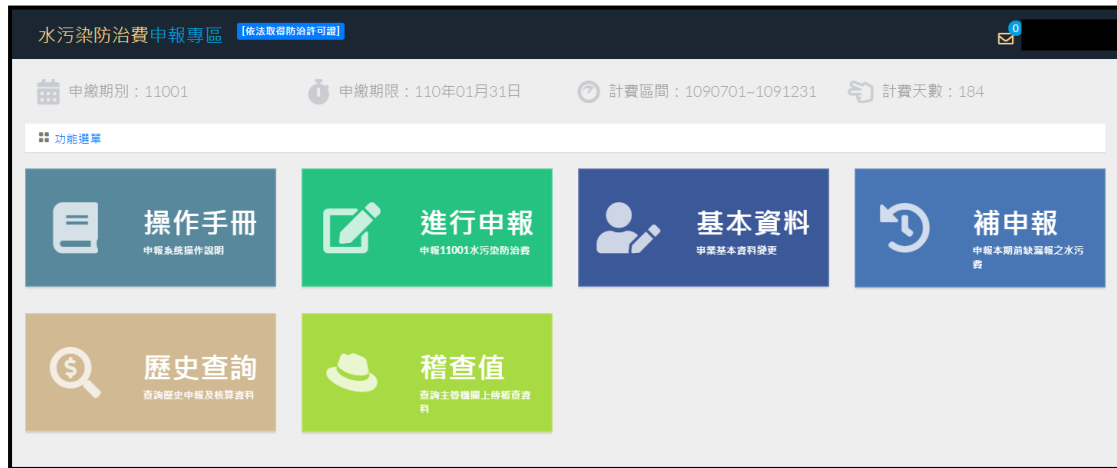 水污染防治費申報專區 [依法取得防治許可證] 0
申繳期別：11001 申繳期限：110年01月31日 計費區間：1090701~1091231 計費天數：184
功能選單
操作手冊
申報系統操作說明
進行申報
申報11001水污染防治費
基本資料
事業基本資料變更
補申報
申報本期前缺漏報之水污
費
歷史查詢
查詢歷史申報及核算資料
稽查值
查詢主管機關上傳稽查資
料